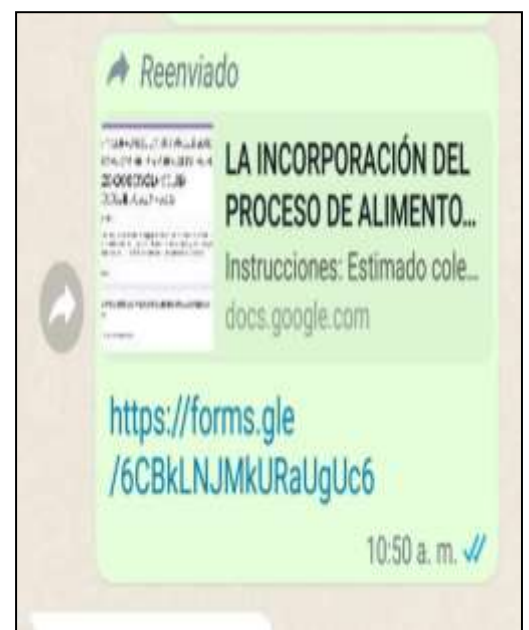 Reenviado
LA INCORPORACIÓN DEL
PROCESO DE ALIMENTO...
Instrucciones: Estimado cole...
docs.google.com
https://forms.gle
/6CBkLNJMkURaUgUc6
10:50 a. m.